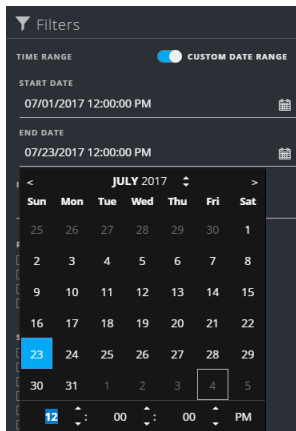 Filters
TIME RANGE CUSTOM DATE RANGE
START DATE
07/01/2017 12:00:00 PM
END DATE
07/23/2017 12:00:00 PM
< JULY 2017 >
Sun Mon Tue Wed Thu Fri Sat
25 26 27 28 29 30 1
2 3 4 5 6 7 8
9 10 11 12 13 14 15
16 17 18 19 20 21 22
23 24 25 26 27 28 29
30 31 1 2 3 4 5
12 : 00 : 00 PM